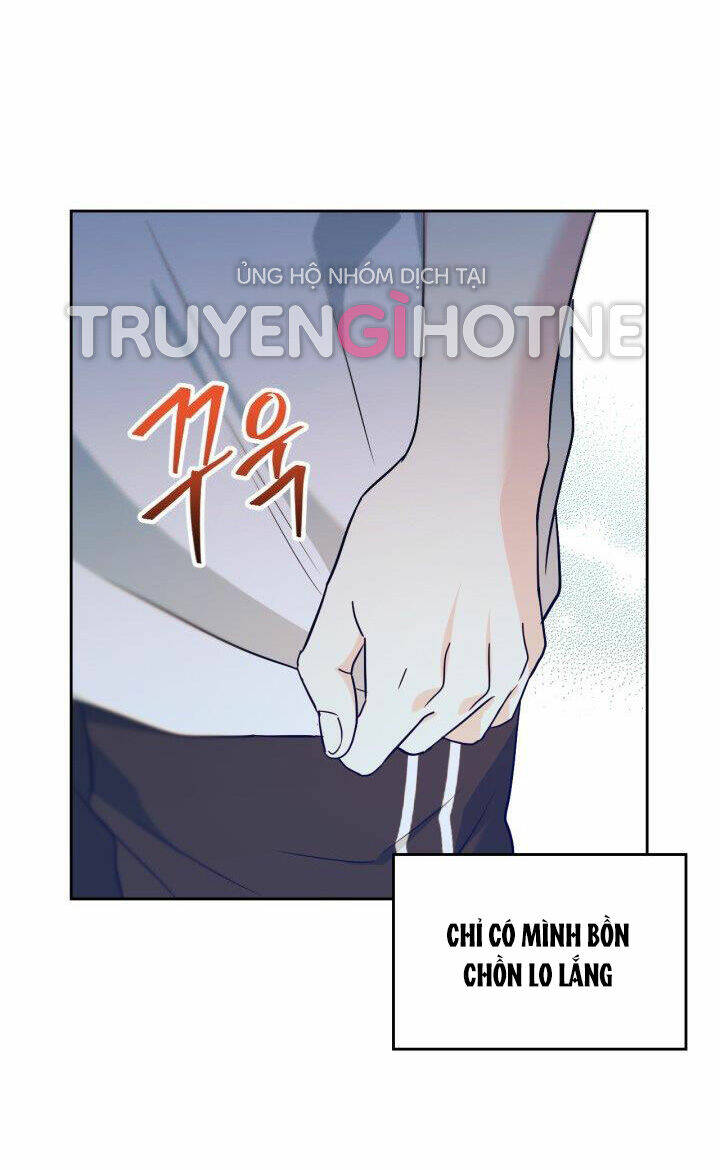 ỦNG HỘ NHÓM DỊCH TẠI
TRUYENGIHOTNE
꾸욱
CHỈ CÓ MÌNH BỒN
CHỒN LO LẮNG